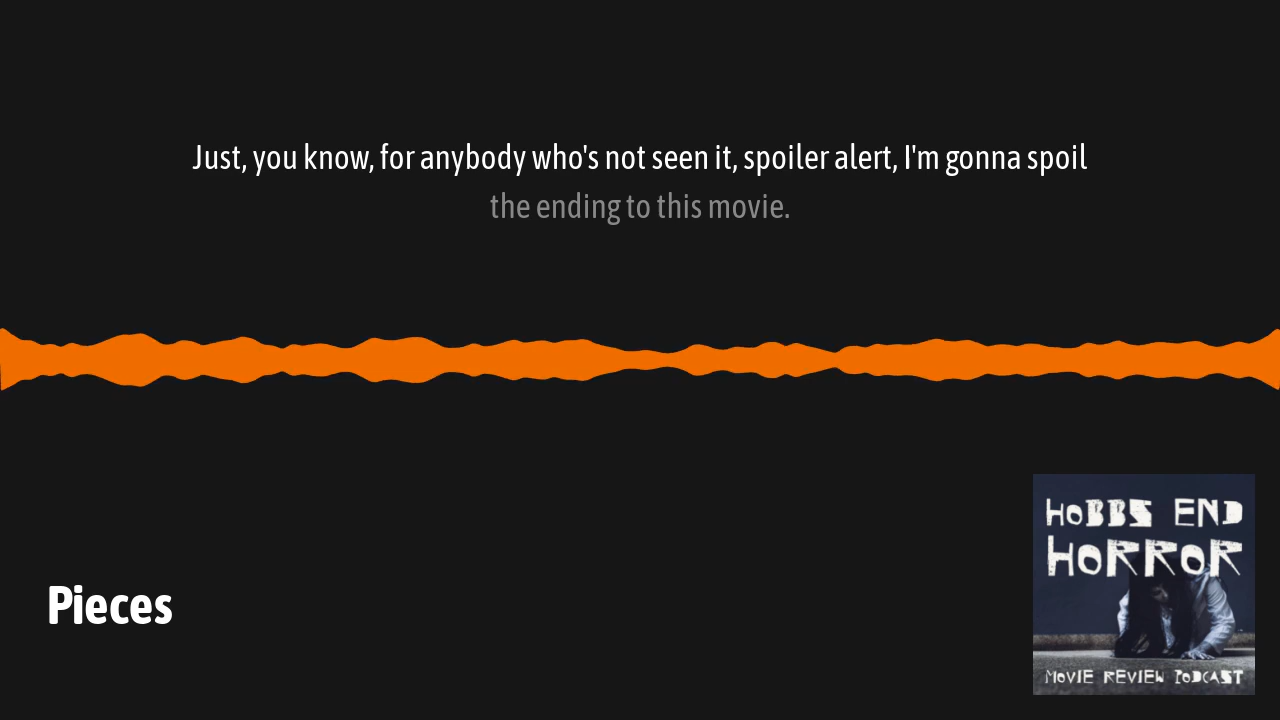 Just, you know, for anybody who's not seen it, spoiler alert, I'm gonna spoil
the ending to this movie.
Pieces
HOBBS END
HORROR
MOVIE REVIEW PODCAST